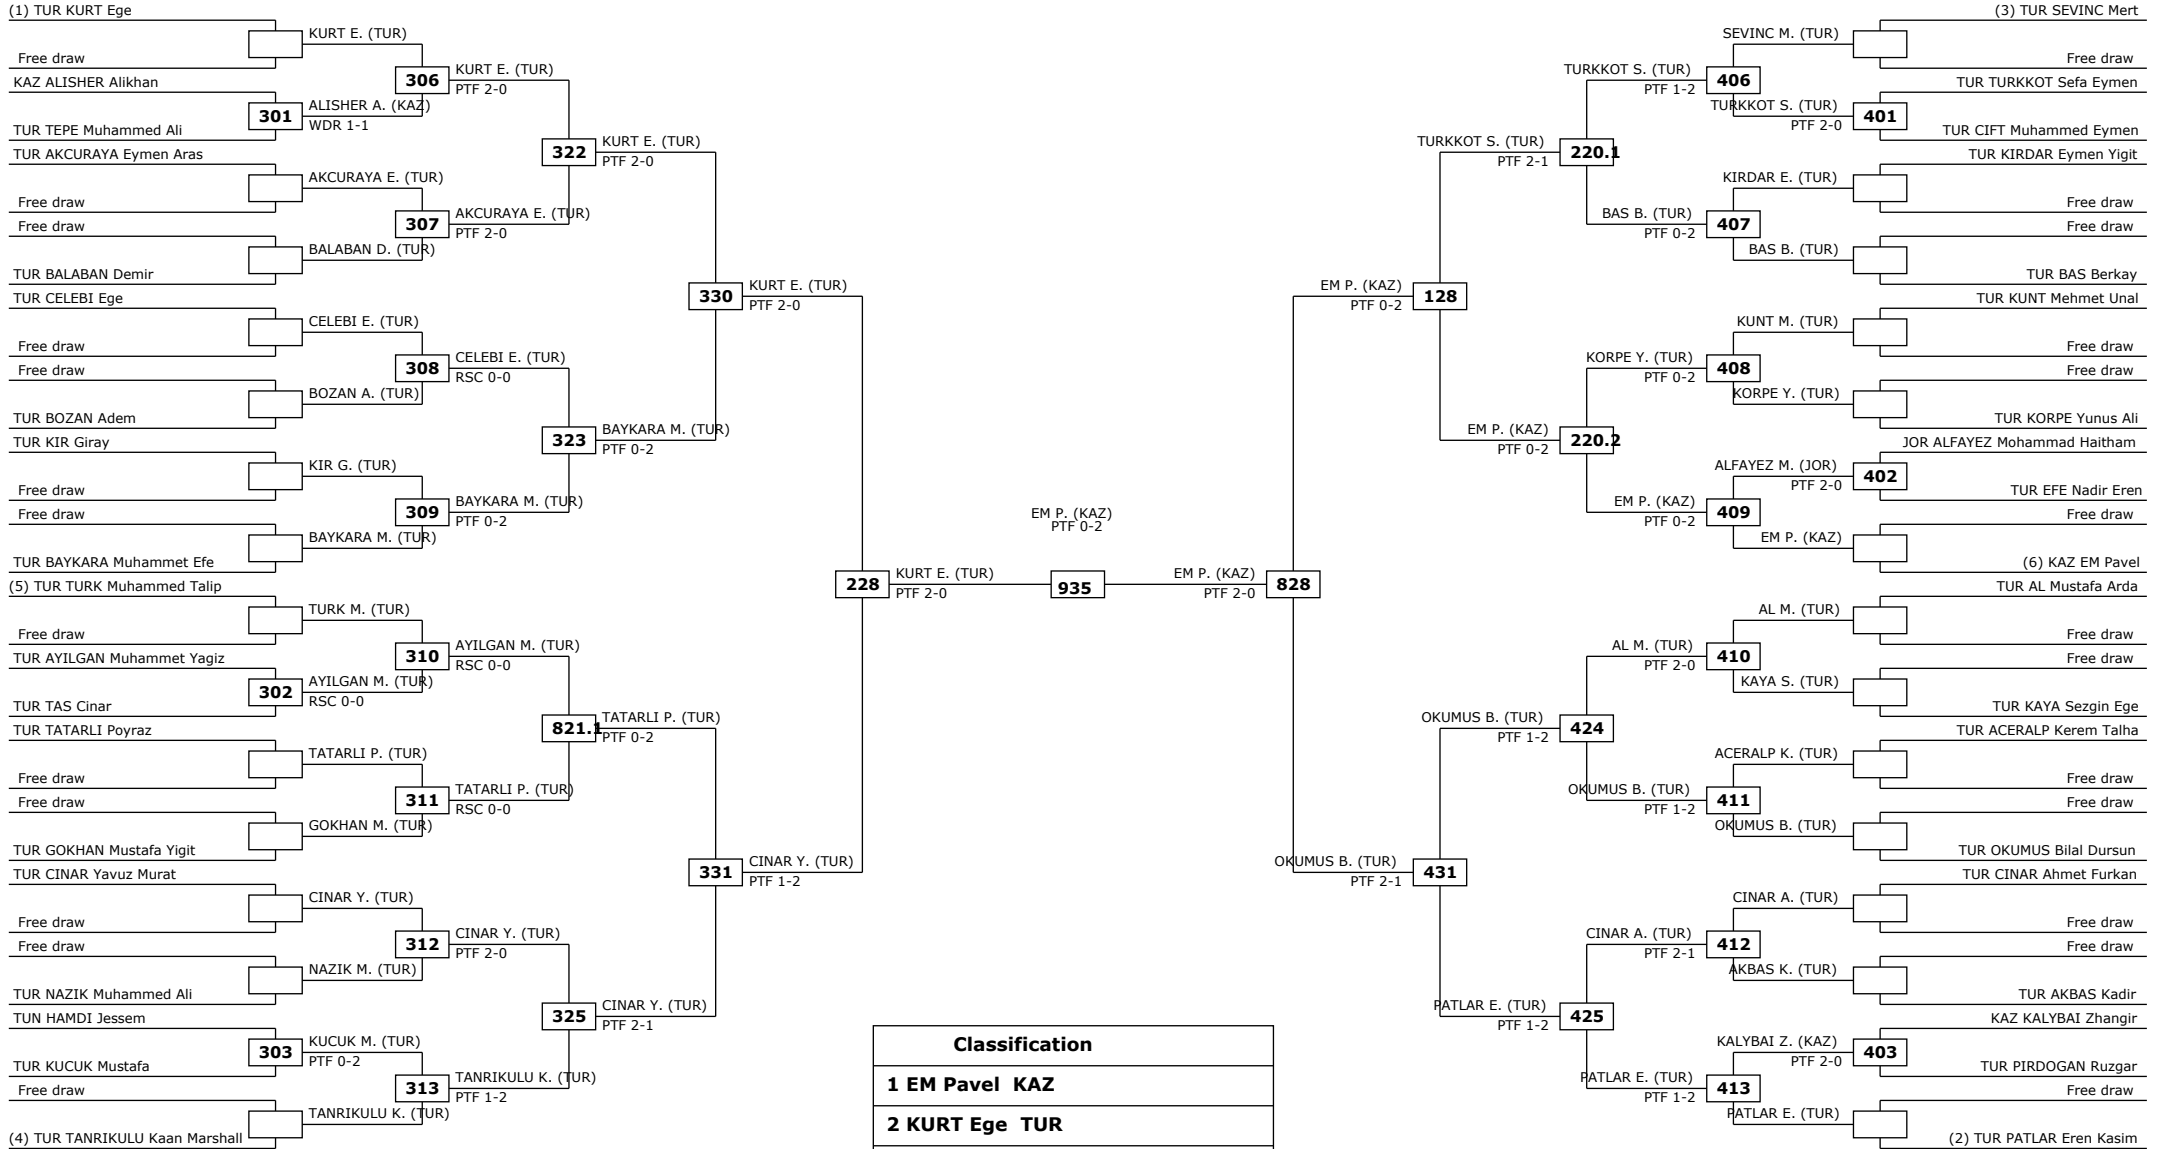 (1) TUR KURT Ege
Free draw
KAZ ALISHER Alikhan
TUR TEPE Muhammed Ali
TUR AKCURAYA Eymen Aras
Free draw
Free draw
TUR BALABAN Demir
TUR CELEBI Ege
Free draw
Free draw
TUR BOZAN Adem
TUR KIR Giray
Free draw
Free draw
TUR BAYKARA Muhammet Efe
(5) TUR TURK Muhammed Talip
Free draw
TUR AYILGAN Muhammet Yagiz
TUR TAS Cinar
TUR TATARLI Poyraz
Free draw
Free draw
TUR GOKHAN Mustafa Yigit
TUR CINAR Yavuz Murat
Free draw
Free draw
TUR NAZIK Muhammed Ali
TUN HAMDI Jessem
TUR KUCUK Mustafa
Free draw
(4) TUR TANRIKULU Kaan Marshall
KURT E. (TUR)
301
ALISHER A. (KAZ)
WDR 1-1
AKCURAYA E. (TUR)
BALABAN D. (TUR)
CELEBI E. (TUR)
BOZAN A. (TUR)
KIR G. (TUR)
BAYKARA M. (TUR)
TURK M. (TUR)
302
AYILGAN M. (TUR)
RSC 0-0
TATARLI P. (TUR)
GOKHAN M. (TUR)
CINAR Y. (TUR)
NAZIK M. (TUR)
303
KUCUK M. (TUR)
PTF 0-2
TANRIKULU K. (TUR)
306
KURT E. (TUR)
PTF 2-0
307
AKCURAYA E. (TUR)
PTF 2-0
308
CELEBI E. (TUR)
RSC 0-0
309
BAYKARA M. (TUR)
PTF 0-2
310
AYILGAN M. (TUR)
RSC 0-0
311
TATARLI P. (TUR)
RSC 0-0
312
CINAR Y. (TUR)
PTF 2-0
313
TANRIKULU K. (TUR)
PTF 1-2
322
KURT E. (TUR)
PTF 2-0
323
BAYKARA M. (TUR)
PTF 0-2
821.1
TATARLI P. (TUR)
PTF 0-2
325
CINAR Y. (TUR)
PTF 2-1
330
KURT E. (TUR)
PTF 2-0
331
CINAR Y. (TUR)
PTF 1-2
228
KURT E. (TUR)
PTF 2-0
EM P. (KAZ)
PTF 0-2
935
EM P. (KAZ)
PTF 2-0
828
EM P. (KAZ)
PTF 0-2
128
OKUMUS B. (TUR)
PTF 2-1
431
TURKKOT S. (TUR)
PTF 2-1
220.1
EM P. (KAZ)
PTF 0-2
220.2
OKUMUS B. (TUR)
PTF 1-2
424
PATLAR E. (TUR)
PTF 1-2
425
TURKKOT S. (TUR)
PTF 1-2
406
BAS B. (TUR)
PTF 0-2
407
KORPE Y. (TUR)
PTF 0-2
408
EM P. (KAZ)
PTF 0-2
409
AL M. (TUR)
PTF 2-0
410
OKUMUS B. (TUR)
PTF 1-2
411
CINAR A. (TUR)
PTF 2-1
412
PATLAR E. (TUR)
PTF 1-2
413
SEVINC M. (TUR)
TURKKOT S. (TUR)
PTF 2-0
401
KIRDAR E. (TUR)
BAS B. (TUR)
KUNT M. (TUR)
KORPE Y. (TUR)
ALFAYEZ M. (JOR)
PTF 2-0
402
EM P. (KAZ)
AL M. (TUR)
KAYA S. (TUR)
ACERALP K. (TUR)
OKUMUS B. (TUR)
CINAR A. (TUR)
AKBAS K. (TUR)
KALYBAI Z. (KAZ)
PTF 2-0
403
PATLAR E. (TUR)
(3) TUR SEVINC Mert
Free draw
TUR TURKKOT Sefa Eymen
TUR CIFT Muhammed Eymen
TUR KIRDAR Eymen Yigit
Free draw
Free draw
TUR BAS Berkay
TUR KUNT Mehmet Unal
Free draw
Free draw
TUR KORPE Yunus Ali
JOR ALFAYEZ Mohammad Haitham
TUR EFE Nadir Eren
Free draw
(6) KAZ EM Pavel
TUR AL Mustafa Arda
Free draw
Free draw
TUR KAYA Sezgin Ege
TUR ACERALP Kerem Talha
Free draw
Free draw
TUR OKUMUS Bilal Dursun
TUR CINAR Ahmet Furkan
Free draw
Free draw
TUR AKBAS Kadir
KAZ KALYBAI Zhangir
TUR PIRDOGAN Ruzgar
Free draw
(2) TUR PATLAR Eren Kasim
Classification
1 EM Pavel KAZ
2 KURT Ege TUR